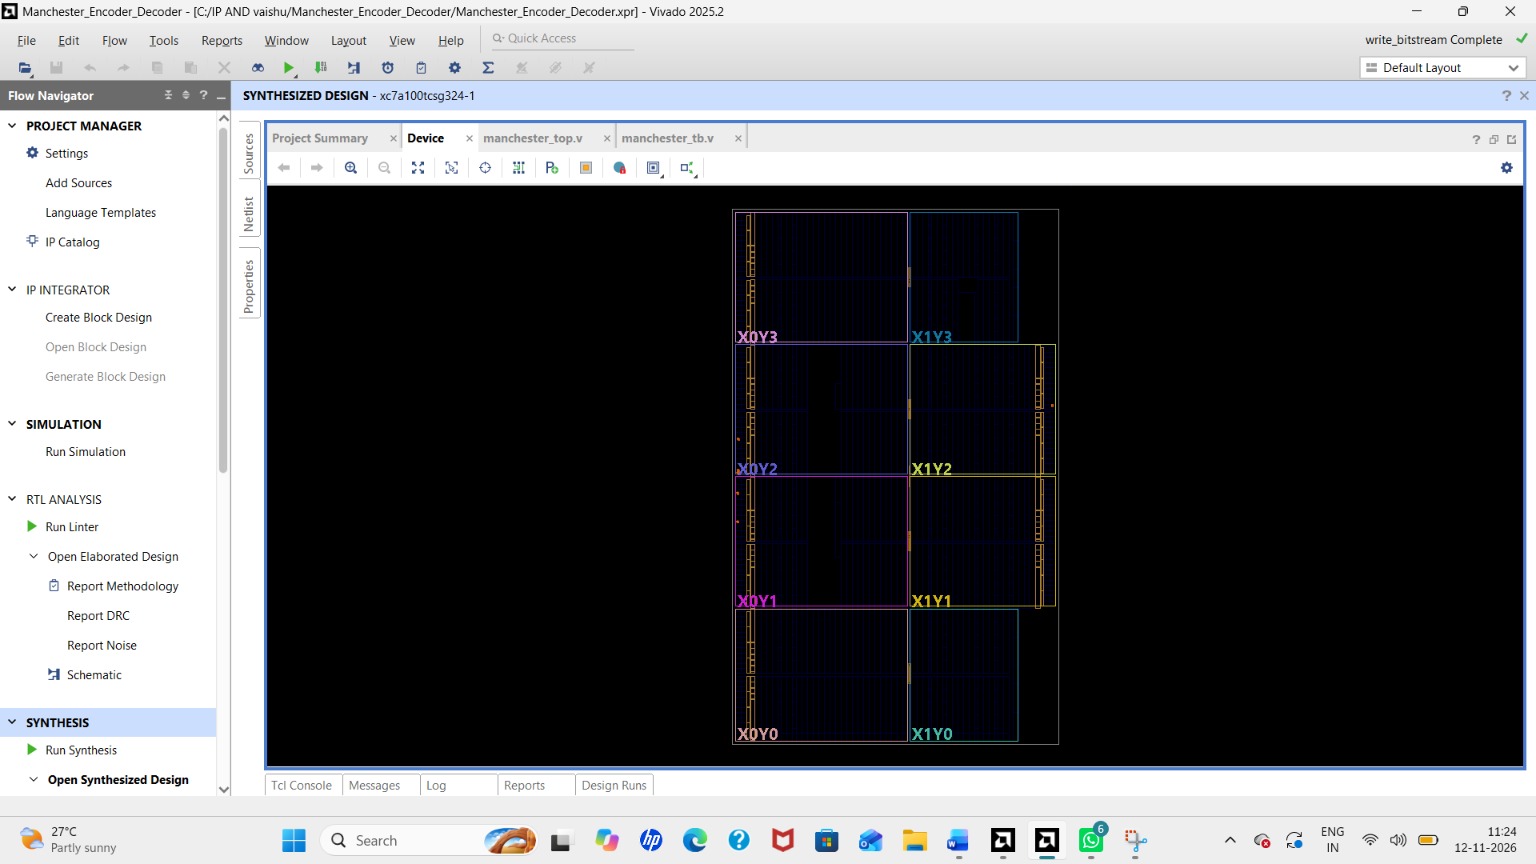 Manchester_Encoder_Decoder - [C:/IP AND vaishu/Manchester_Encoder_Decoder/Manchester_Encoder_Decoder.xpr] - Vivado 2025.2
File Edit Flow Tools Reports Window Layout View Help Quick Access
write_bitstream Complete
Default Layout
Flow Navigator
SYNTHESIZED DESIGN - xc7a100tcsg324-1
PROJECT MANAGER
Settings
Add Sources
Language Templates
IP Catalog
IP INTEGRATOR
Create Block Design
Open Block Design
Generate Block Design
SIMULATION
Run Simulation
RTL ANALYSIS
Run Linter
Open Elaborated Design
Report Methodology
Report DRC
Report Noise
Schematic
SYNTHESIS
Run Synthesis
Open Synthesized Design
Sources
Netlist
Properties
Project Summary Device manchester_top.v manchester_tb.v
X0Y3 X1Y3
X0Y2 X1Y2
X0Y1 X1Y1
X0Y0 X1Y0
Tcl Console Messages Log Reports Design Runs
27°C
Partly sunny
Search
6
ENG
IN
11:24
12-11-2026